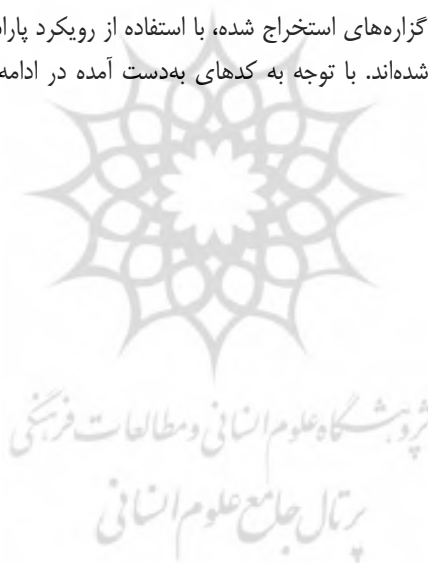 گزاره‌های استخراج شده، با استفاده از رویکرد
شده‌اند. با توجه به کدهای به‌دست آمده در ادامه
پژوهشگاه علوم انسانی و مطالعات فرهنگی
پرتال جامع علوم انسانی